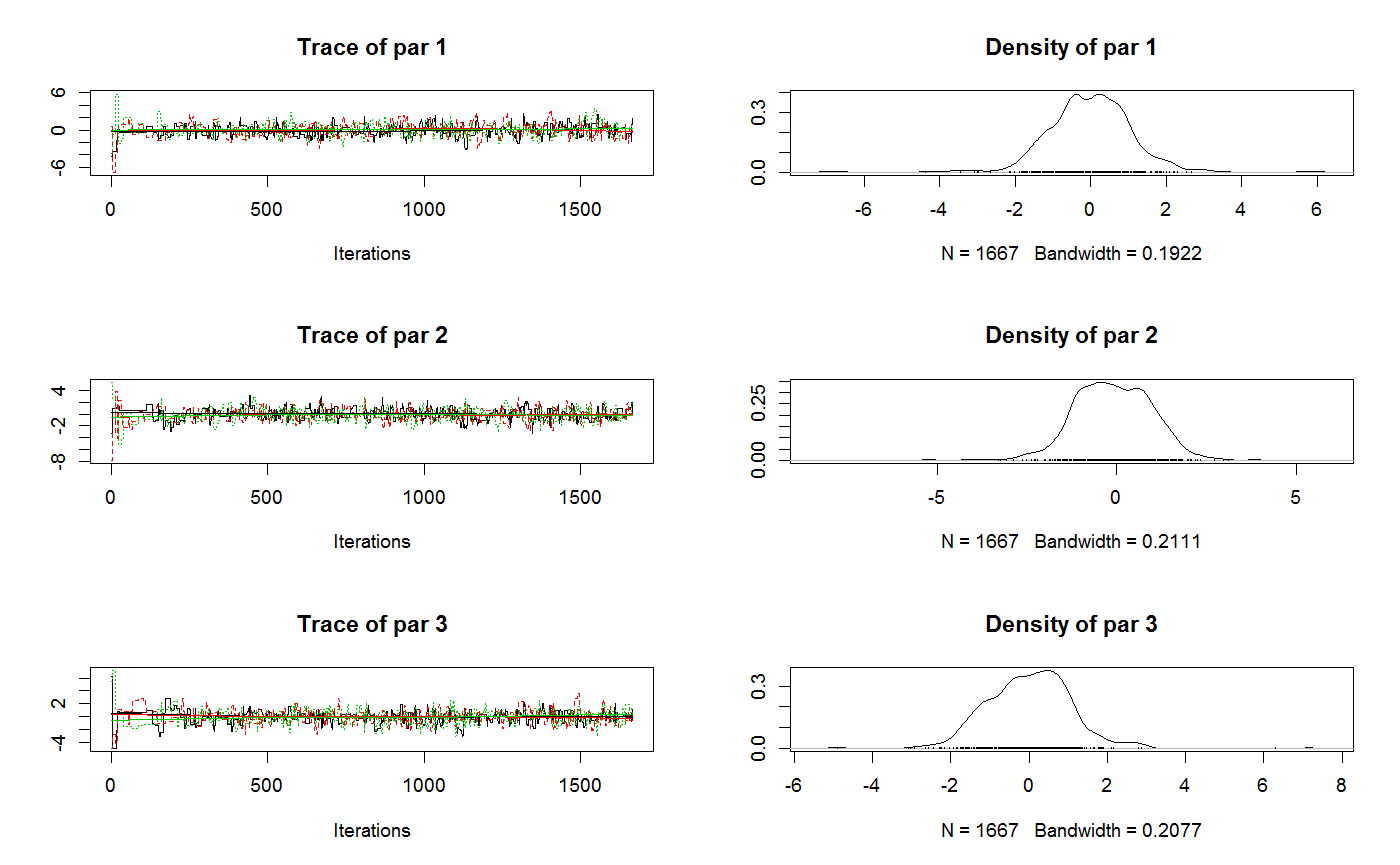 Trace of par 1
6
0
-6
0 500 1000 1500
Iterations
Density of par 1
0.3
0.0
-6 -4 -2 0 2 4 6
N = 1667 Bandwidth = 0.1922
Trace of par 2
4
-2
-8
0 500 1000 1500
Iterations
Density of par 2
0.25
0.00
-5 0 5
N = 1667 Bandwidth = 0.2111
Trace of par 3
2
-4
0 500 1000 1500
Iterations
Density of par 3
0.3
0.0
-6 -4 -2 0 2 4 6 8
N = 1667 Bandwidth = 0.2077